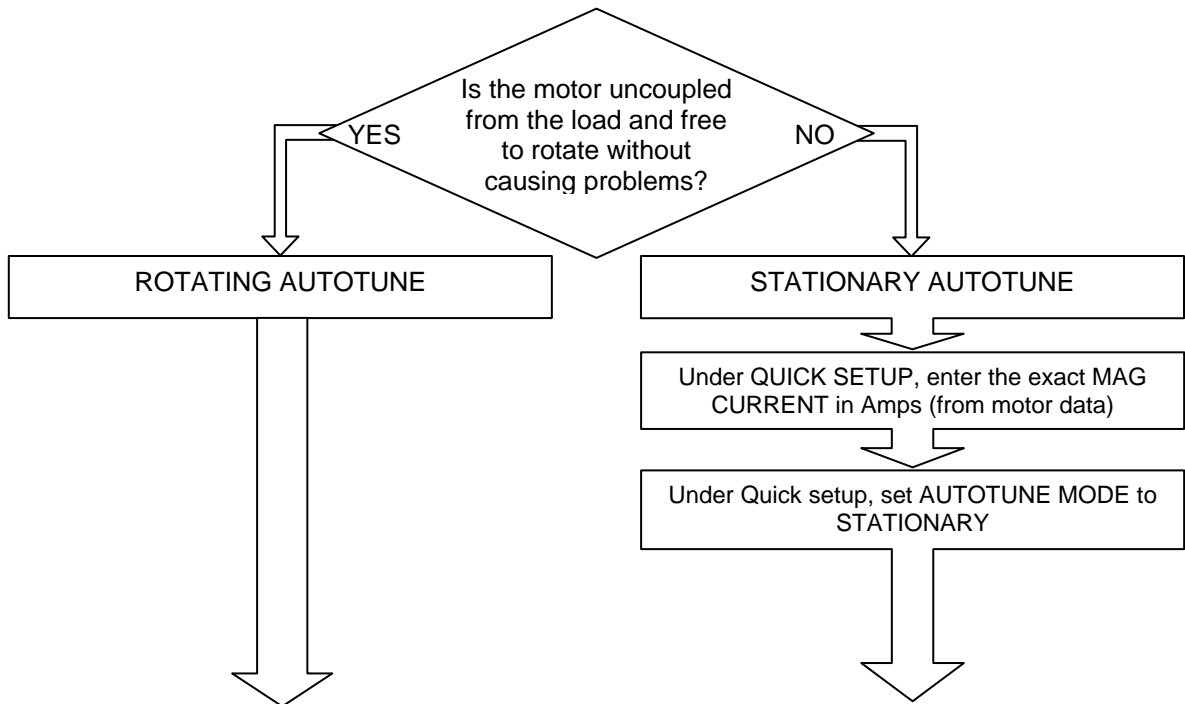 Is the motor uncoupled
from the load and free
to rotate without
causing problems?
YES
NO
ROTATING AUTOTUNE
STATIONARY AUTOTUNE
Under QUICK SETUP, enter the exact MAG
CURRENT in Amps (from motor data)
Under Quick setup, set AUTOTUNE MODE to
STATIONARY